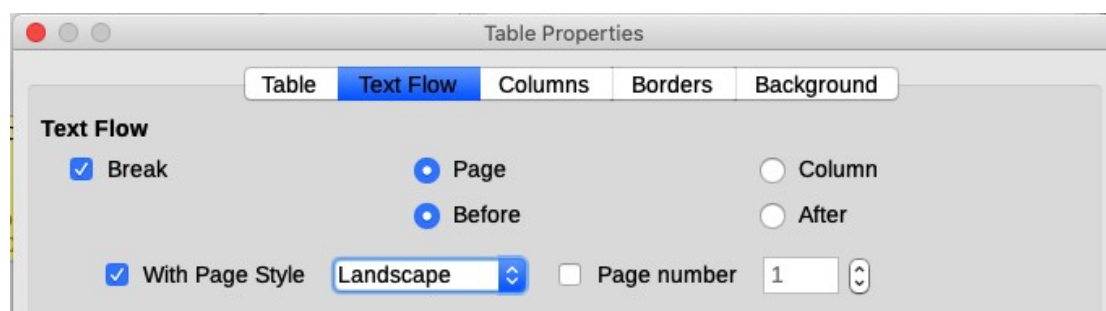 Table Properties
Table Text Flow Columns Borders Background
Text Flow
Break Page Column
Before After
With Page Style Landscape Page number 1